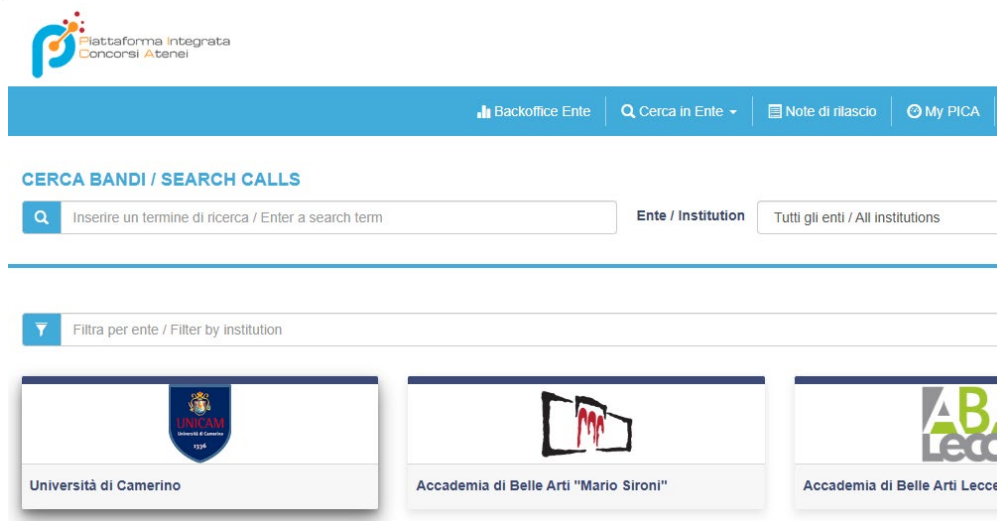 Piattaforma Integrata
Concorsi Atenei
Backoffice Ente Cerca in Ente Note di rilascio My PICA
CERCA BANDI / SEARCH CALLS
Inserire un termine di ricerca / Enter a search term Ente / Institution Tutti gli enti / All institutions
Filtra per ente / Filter by institution
UNICAM
Università di Camerino
1336
ABA
Lecce
Università di Camerino Accademia di Belle Arti "Mario Sironi" Accademia di Belle Arti Lecce